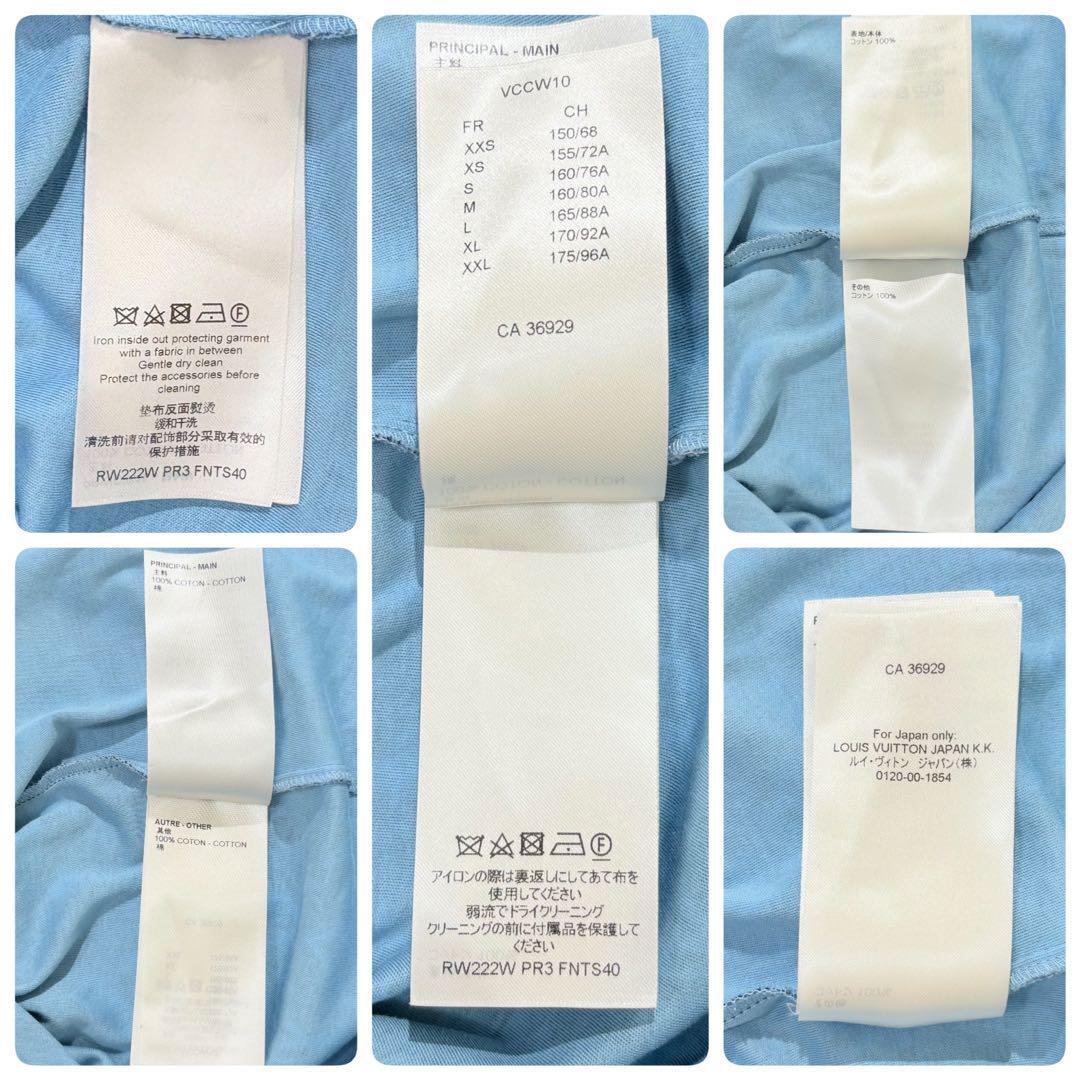 Iron inside out protecting garment
with a fabric in between
Gentle dry clean
Protect the accessories before
cleaning
垫布反面熨烫
缓和干洗
清洗前请对配饰部分采取有效的
保护措施
RW222W PR3 FNTS40
PRINCIPAL - MAIN
主料
VCCW10
FR CH
XXS 150/68
XS 155/72A
S 160/76A
M 160/80A
L 165/88A
XL 170/92A
XXL 175/96A
CA 36929
アイロンの際は裏返しにしてあて布を
使用してください
弱流でドライクリーニング
クリーニングの前に付属品を保護して
ください
RW222W PR3 FNTS40
表地/本体
コットン 100%
その他
コットン 100%
PRINCIPAL - MAIN
主料
100% COTON - COTTON
棉
AUTRE - OTHER
其他
100% COTON - COTTON
棉
CA 36929
For Japan only:
LOUIS VUITTON JAPAN K.K.
ルイ・ヴィトン ジャパン(株)
0120-00-1854